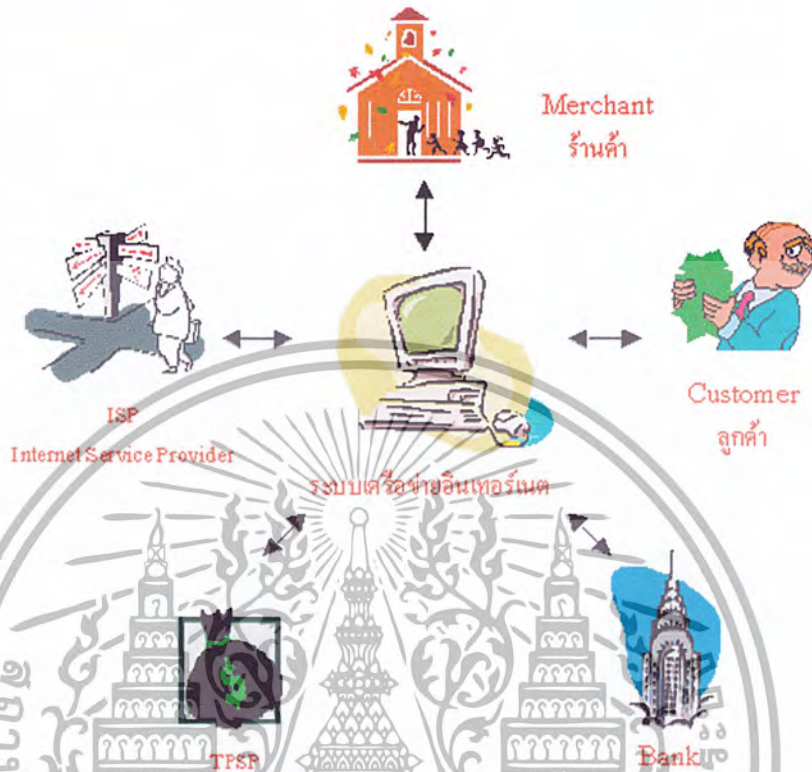 Merchant
ร้านค้า
Customer
ลูกค้า
ISP
Internet Service Provider
ระบบเครือข่ายอินเทอร์เนต
TPSP
Bank